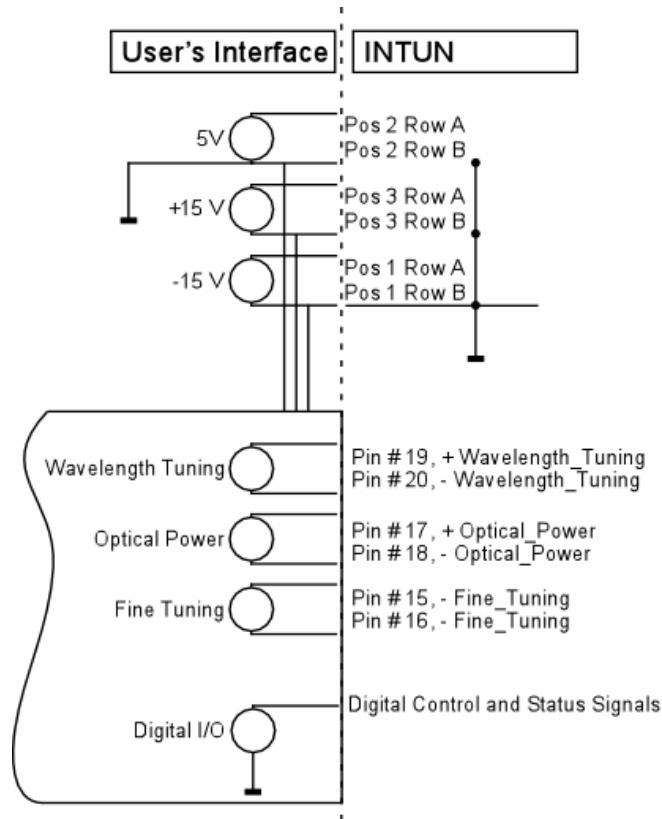 User's Interface INTUN
5V Pos 2 Row A
Pos 2 Row B
+15 V Pos 3 Row A
Pos 3 Row B
-15 V Pos 1 Row A
Pos 1 Row B
Wavelength Tuning Pin #19, + Wavelength_Tuning
Pin #20, - Wavelength_Tuning
Optical Power Pin #17, + Optical_Power
Pin #18, - Optical_Power
Fine Tuning Pin #15, - Fine_Tuning
Pin #16, - Fine_Tuning
Digital I/O Digital Control and Status Signals